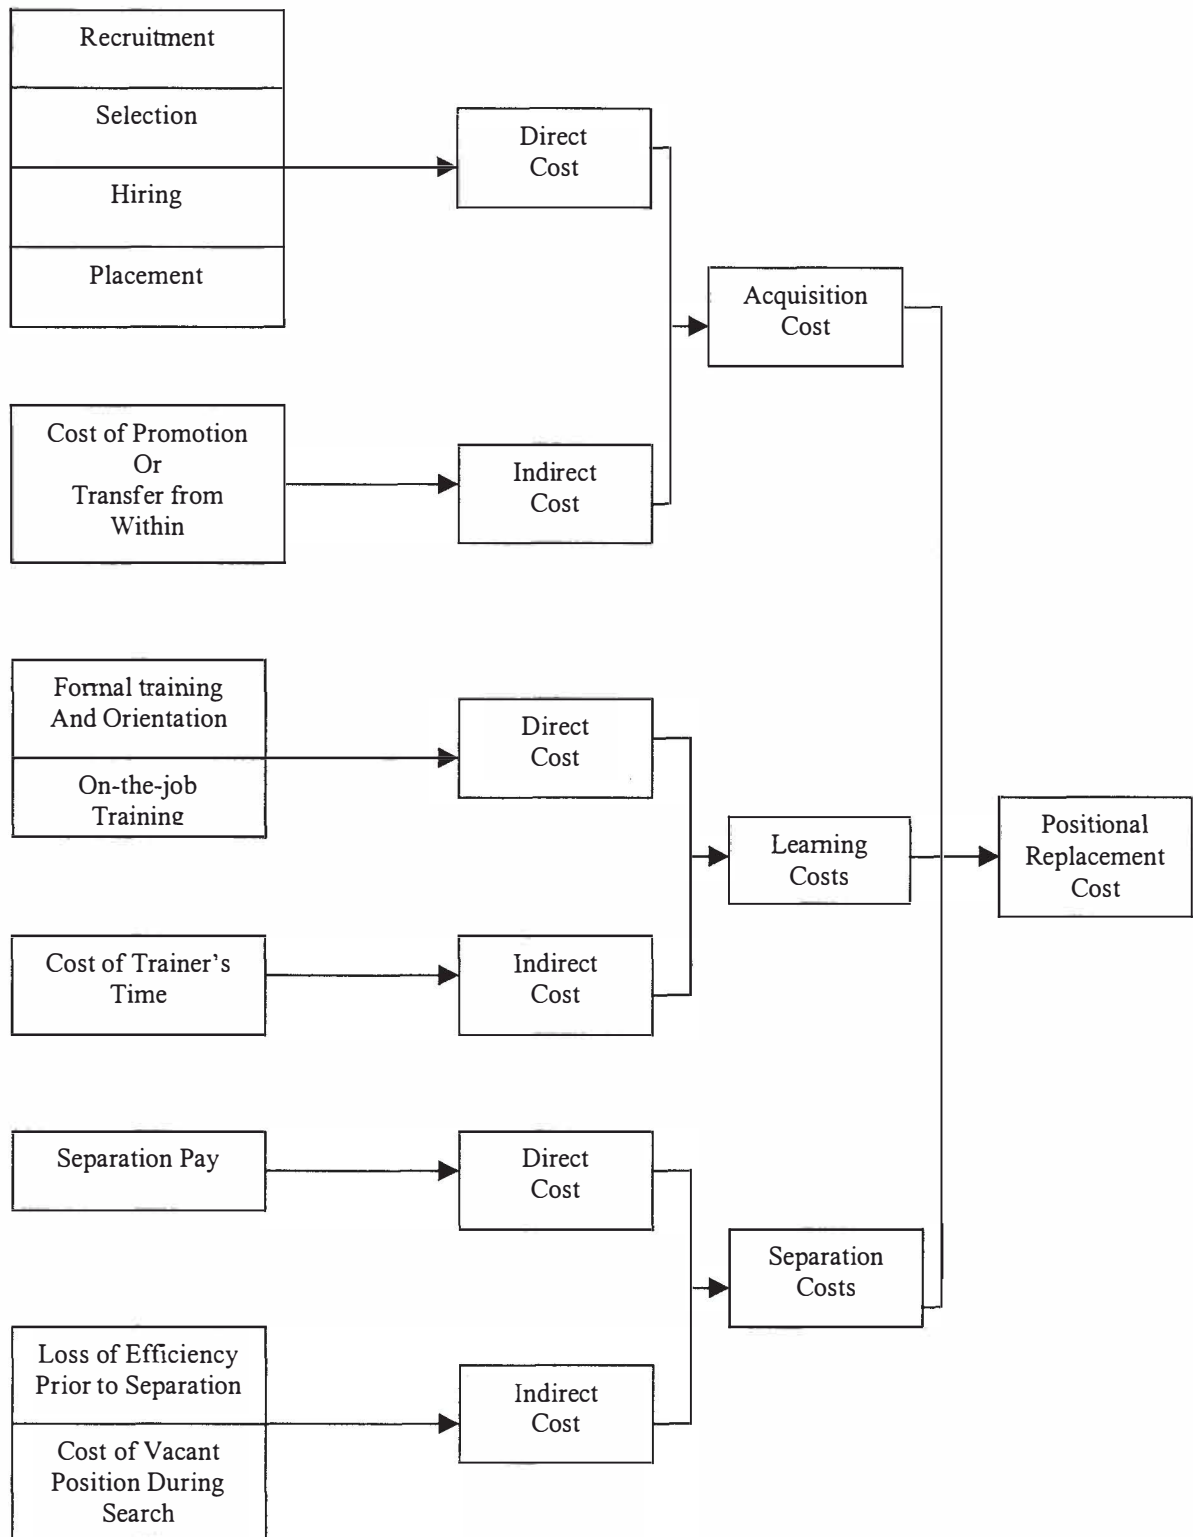 Recruitment
Selection
Hiring
Placement
Direct
Cost
Acquisition
Cost
Cost of Promotion
Or
Transfer from
Within
Indirect
Cost
Formal training
And Orientation
On-the-job
Training
Direct
Cost
Learning
Costs
Positional
Replacement
Cost
Cost of Trainer's
Time
Indirect
Cost
Separation Pay
Direct
Cost
Separation
Costs
Loss of Efficiency
Prior to Separation
Cost of Vacant
Position During
Search
Indirect
Cost